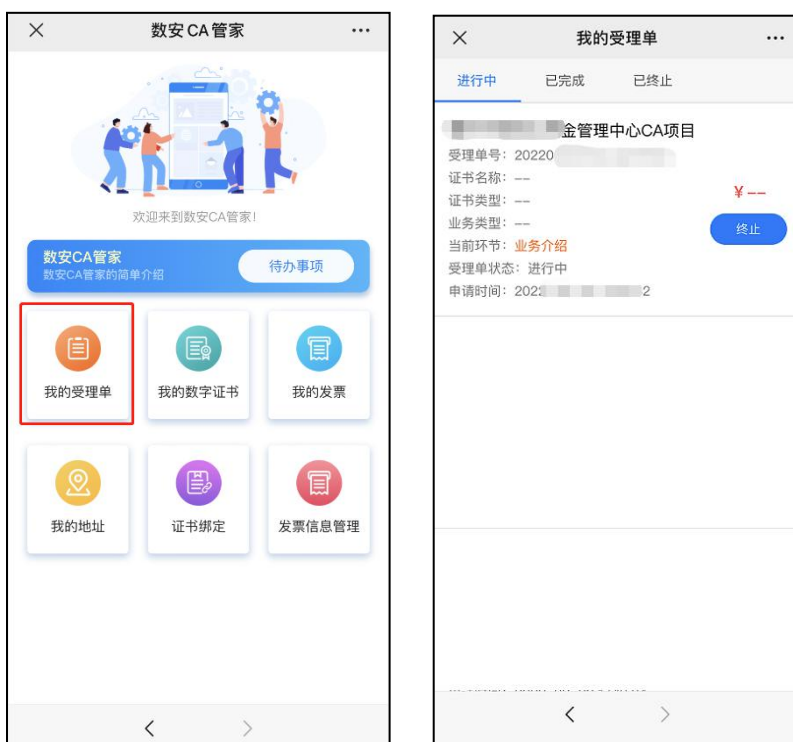 数安CA管家
欢迎来到数安CA管家!
数安CA管家
数安CA管家的简单介绍
待办事项
我的受理单
我的数字证书
我的发票
我的地址
证书绑定
发票信息管理
我的受理单
进行中 已完成 已终止
金管理中心CA项目
受理单号: 20220
证书名称: --
证书类型: --
¥ --
业务类型: --
终止
当前环节: 业务介绍
受理单状态: 进行中
申请时间: 202 2